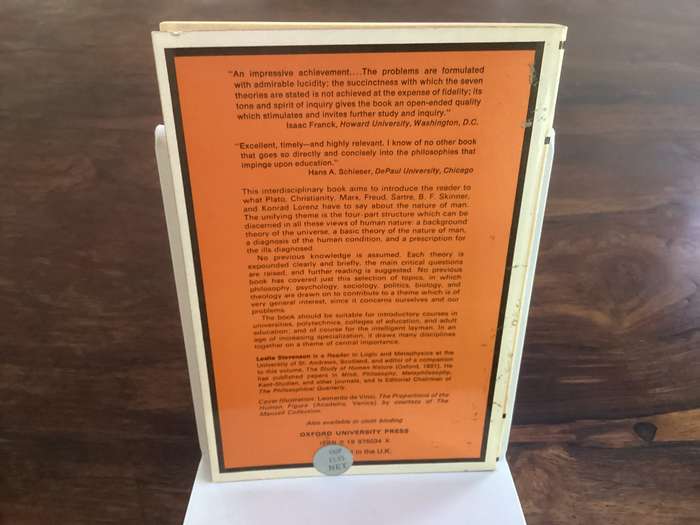 "An impressive achievement....The problems are formulated
with admirable lucidity; the succinctness with which the seven
theories are stated is not achieved at the expense of fidelity; its
tone and spirit of inquiry gives the book an open-ended quality
which stimulates and invites further study and inquiry."
Isaac Franck, Howard University, Washington, D.C.
"Excellent, timely—and highly relevant. I know of no other book
that goes so directly and concisely into the philosophies that
impinge upon education."
Hans A. Schieser, DePaul University, Chicago
This interdisciplinary book aims to introduce the reader to
what Plato, Christianity, Marx, Freud, Sartre, B. F. Skinner,
and Konrad Lorenz have to say about the nature of man.
The unifying theme is the four-part structure which can be
discerned in all these views of human nature: a background
theory of the universe, a basic theory of the nature of man,
a diagnosis of the human condition, and a prescription for
the ills diagnosed.
No previous knowledge is assumed. Each theory is
expounded clearly and briefly, the main critical questions
are raised, and further reading is suggested. No previous
book has covered just this selection of topics, in which
philosophy, psychology, sociology, politics, biology, and
theology are drawn on to contribute to a theme which is of
very general interest, since it concerns ourselves and our
problems.
The book should be suitable for introductory courses in
universities, polytechnics, colleges of education, and adult
education; and of course for the intelligent layman. In an
age of increasing specialization, it draws many disciplines
together on a theme of central importance.
Leslie Stevenson is a Reader in Logic and Metaphysics at the
University of St. Andrews, Scotland, and editor of a companion
to this volume, The Study of Human Nature (Oxford, 1981). He
has published papers in Mind, Philosophy, Metaphilosophy,
Kant-Studien, and other journals, and is Editorial Chairman of
The Philosophical Quarterly.
Cover illustration: Leonardo da Vinci, The Proportions of the
Human Figure (Academia, Venice) by courtesy of The
Mansell Collection.
Also available in cloth binding
OXFORD UNIVERSITY PRESS
ISBN 0 19 875034 X
in the U.K.
OUP
NET